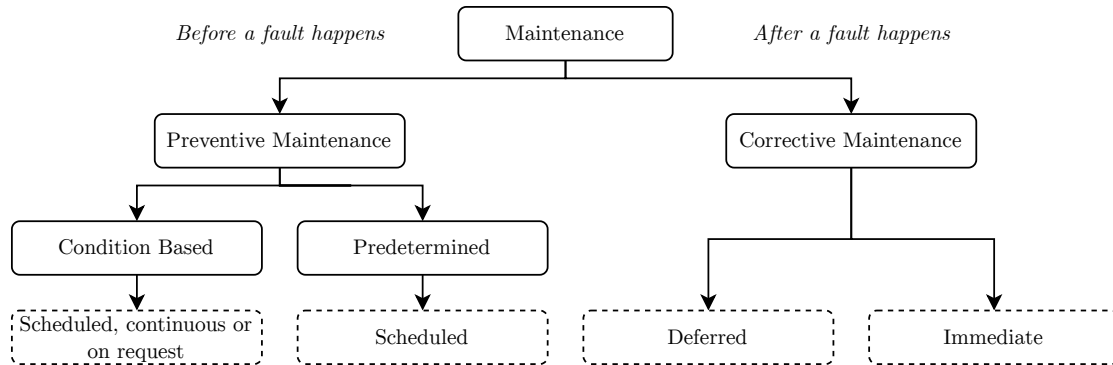 Before a fault happens
Maintenance
After a fault happens
Preventive Maintenance
Corrective Maintenance
Condition Based
Predetermined
Scheduled, continuous or
on request
Scheduled
Deferred
Immediate